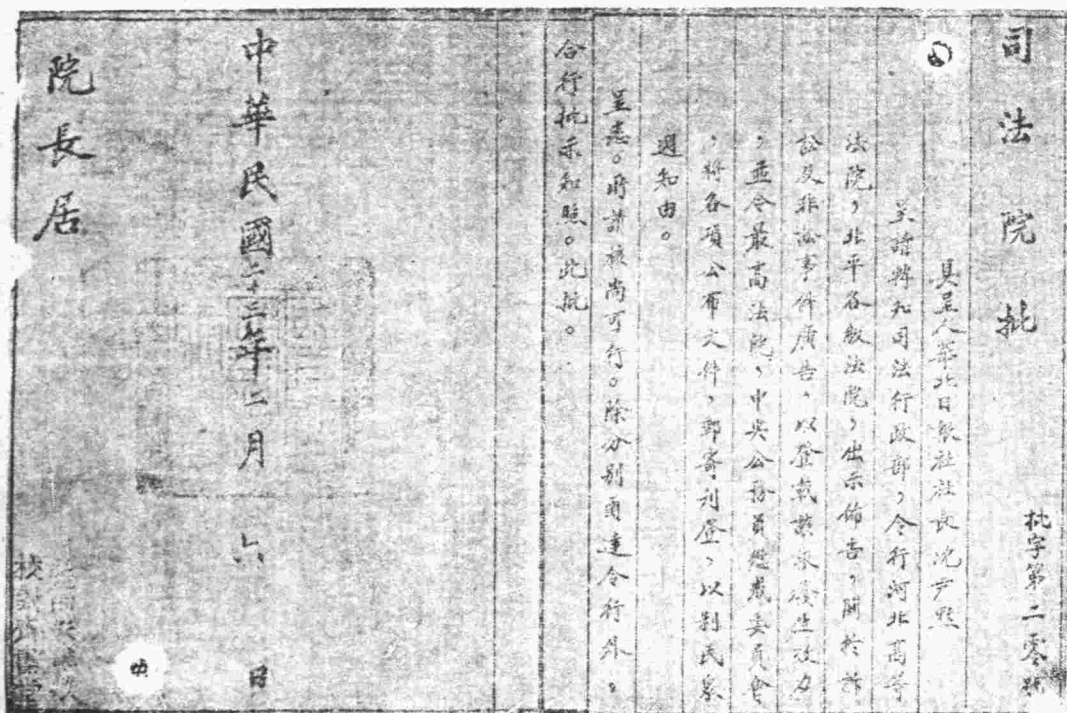 司法院批
批字第二零號
具呈人華北日報社社長沈尹默
呈請轉知司法行政部，令行河北高等
法院，北平各級法院，出示佈告，關於訴
訟及非訟事件廣告，以登載該報發生效力
，並令最高法院，中央公務員懲戒委員會
，將各項公布文件，郵寄刊登，以利民眾
週知由。
呈悉。所請核尚可行。除分別函達令行外。
合行批示知照。此批。
中華民國二十三年二月六日
院長居